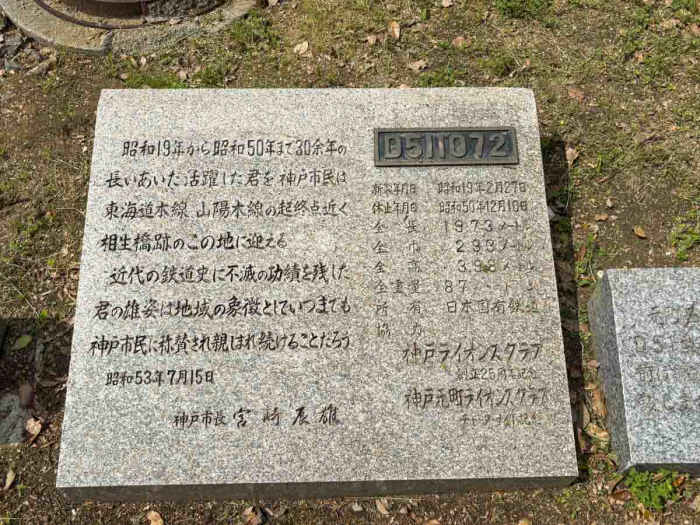 昭和19年から昭和50年まで30余年の
長いあいだ活躍した君を神戸市民は
東海道本線 山陽本線の起終点近く
相生橋跡のこの地に迎える
近代の鉄道史に不滅の功績を残した
君の雄姿は地域の象徴としていつまでも
神戸市民に称賛され親しまれ続けることだろう
昭和53年7月15日
神戸市長 宮崎辰雄
D511072
新製年月日 昭和19年2月27日
休止年月日 昭和50年12月10日
全長 19.73メートル
全巾 2.93メートル
全高 3.98メートル
全重量 87 トン
所有 日本国有鉄道
協力
神戸ライオンズクラブ
創立25周年記念
神戸元町ライオンズクラブ